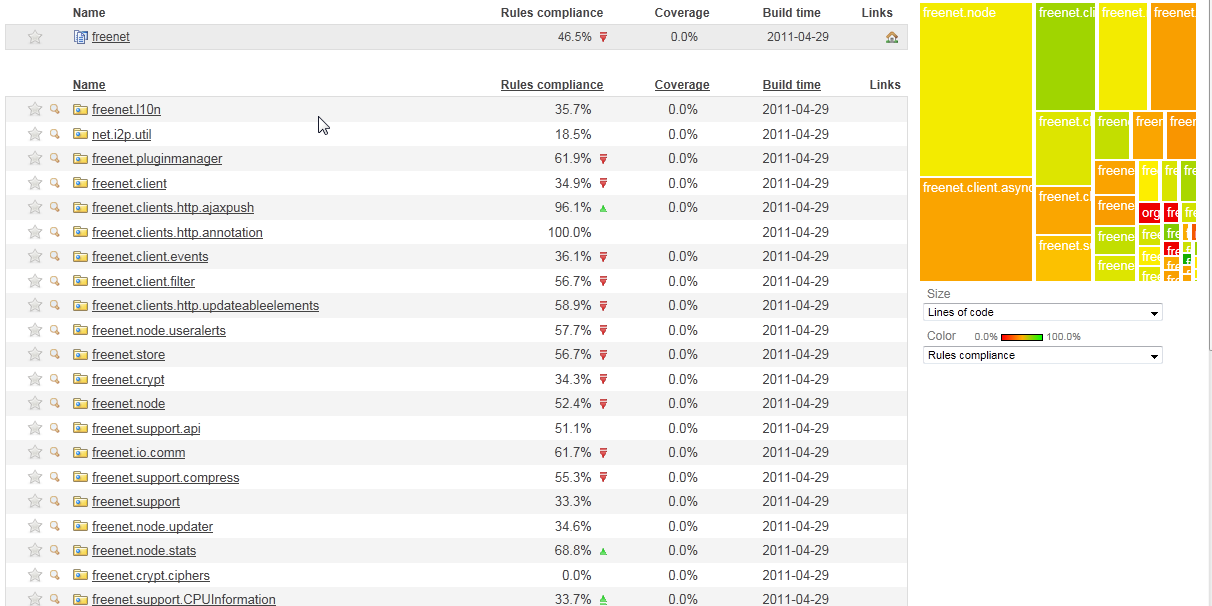 Name Rules compliance Coverage Build time Links
freenet 46.5% 0.0% 2011-04-29
Name Rules compliance Coverage Build time Links
freenet.l10n 35.7% 0.0% 2011-04-29
net.i2p.util 18.5% 0.0% 2011-04-29
freenet.pluginmanager 61.9% 0.0% 2011-04-29
freenet.client 34.9% 0.0% 2011-04-29
freenet.clients.http.ajaxpush 96.1% 0.0% 2011-04-29
freenet.clients.http.annotation 100.0% 2011-04-29
freenet.client.events 36.1% 0.0% 2011-04-29
freenet.client.filter 56.7% 0.0% 2011-04-29
freenet.clients.http.updateableelements 58.9% 0.0% 2011-04-29
freenet.node.useralerts 57.7% 0.0% 2011-04-29
freenet.store 56.7% 0.0% 2011-04-29
freenet.crypt 34.3% 0.0% 2011-04-29
freenet.node 52.4% 0.0% 2011-04-29
freenet.support.api 51.1% 0.0% 2011-04-29
freenet.io.comm 61.7% 0.0% 2011-04-29
freenet.support.compress 55.3% 0.0% 2011-04-29
freenet.support 33.3% 0.0% 2011-04-29
freenet.node.updater 34.6% 0.0% 2011-04-29
freenet.node.stats 68.8% 0.0% 2011-04-29
freenet.crypt.ciphers 0.0% 0.0% 2011-04-29
freenet.support.CPUInformation 33.7% 0.0% 2011-04-29
freenet.node freenet.cli freenet. freenet
freenet.cl freene freer freer
freene free fre fre
freenet.client.async freenet.cl freene org fre fre
freenet.su freene free fre
freene free fre
Size
Lines of code
Color 0.0% 100.0%
Rules compliance